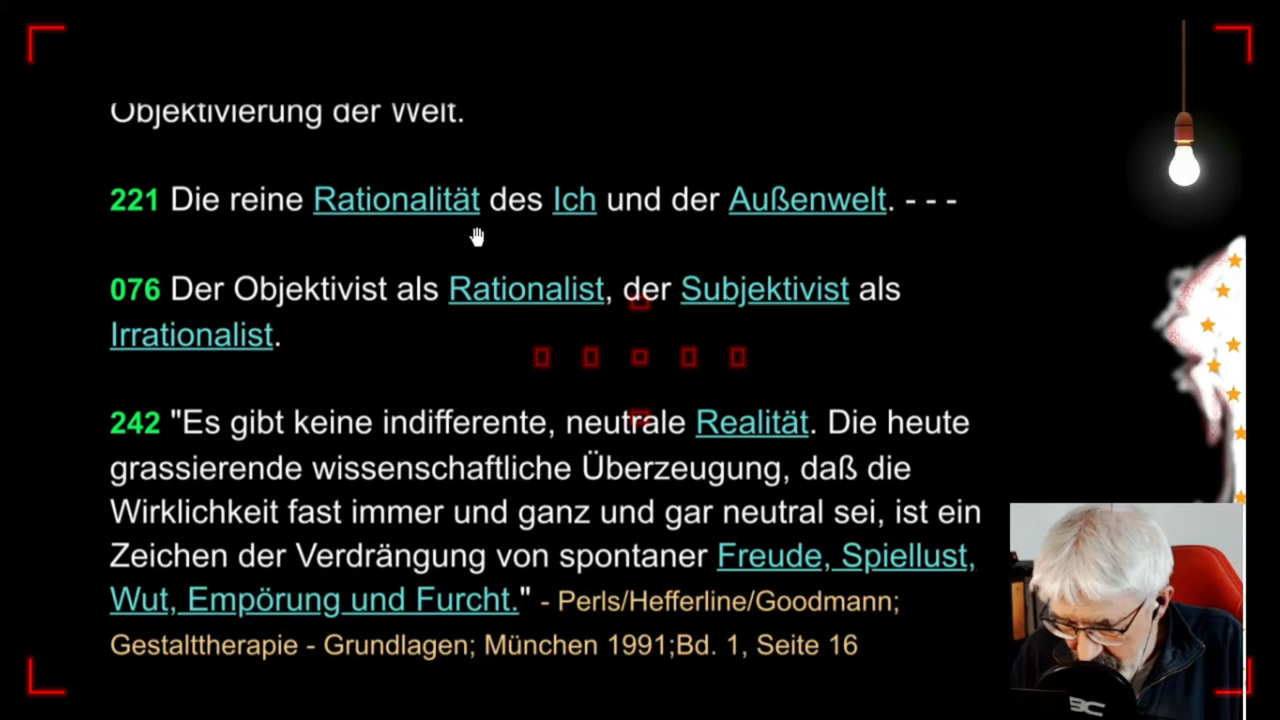 Objektivierung der Welt.
221 Die reine Rationalität des Ich und der Außenwelt. - - -
076 Der Objektivist als Rationalist, der Subjektivist als
Irrationalist.
242 "Es gibt keine indifferente, neutrale Realität. Die heute
grassierende wissenschaftliche Überzeugung, daß die
Wirklichkeit fast immer und ganz und gar neutral sei, ist ein
Zeichen der Verdrängung von spontaner Freude, Spiellust,
Wut, Empörung und Furcht." - Perls/Hefferline/Goodmann;
Gestalttherapie - Grundlagen; München 1991;Bd. 1, Seite 16